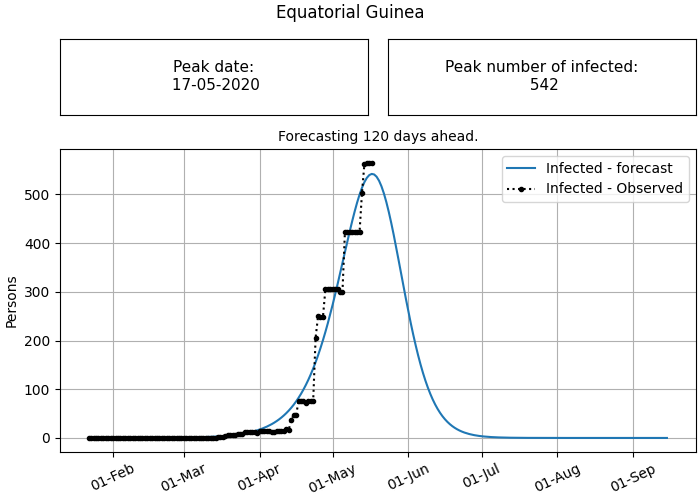 Equatorial Guinea
Peak date:
17-05-2020
Peak number of infected:
542
Forecasting 120 days ahead.
Infected - forecast
Infected - Observed
Persons
500
400
300
200
100
0
01-Feb
01-Mar
01-Apr
01-May
01-Jun
01-Jul
01-Aug
01-Sep